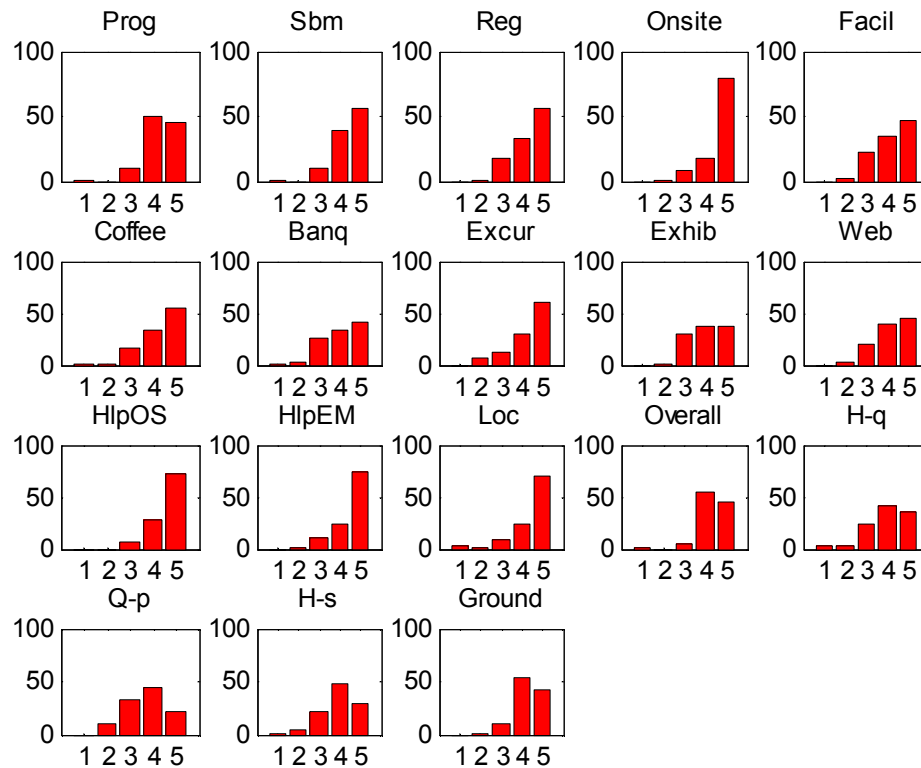 Prog Sbm Reg Onsite Facil
100 100 100 100 100
50 50 50 50 50
0 0 0 0 0
1 2 3 4 5 1 2 3 4 5 1 2 3 4 5 1 2 3 4 5 1 2 3 4 5
Coffee Banq Excur Exhib Web
100 100 100 100 100
50 50 50 50 50
0 0 0 0 0
1 2 3 4 5 1 2 3 4 5 1 2 3 4 5 1 2 3 4 5 1 2 3 4 5
HlpOS HlpEM Loc Overall H-q
100 100 100 100 100
50 50 50 50 50
0 0 0 0 0
1 2 3 4 5 1 2 3 4 5 1 2 3 4 5 1 2 3 4 5 1 2 3 4 5
Q-p H-s Ground
100 100 100
50 50 50
0 0 0
1 2 3 4 5 1 2 3 4 5 1 2 3 4 5